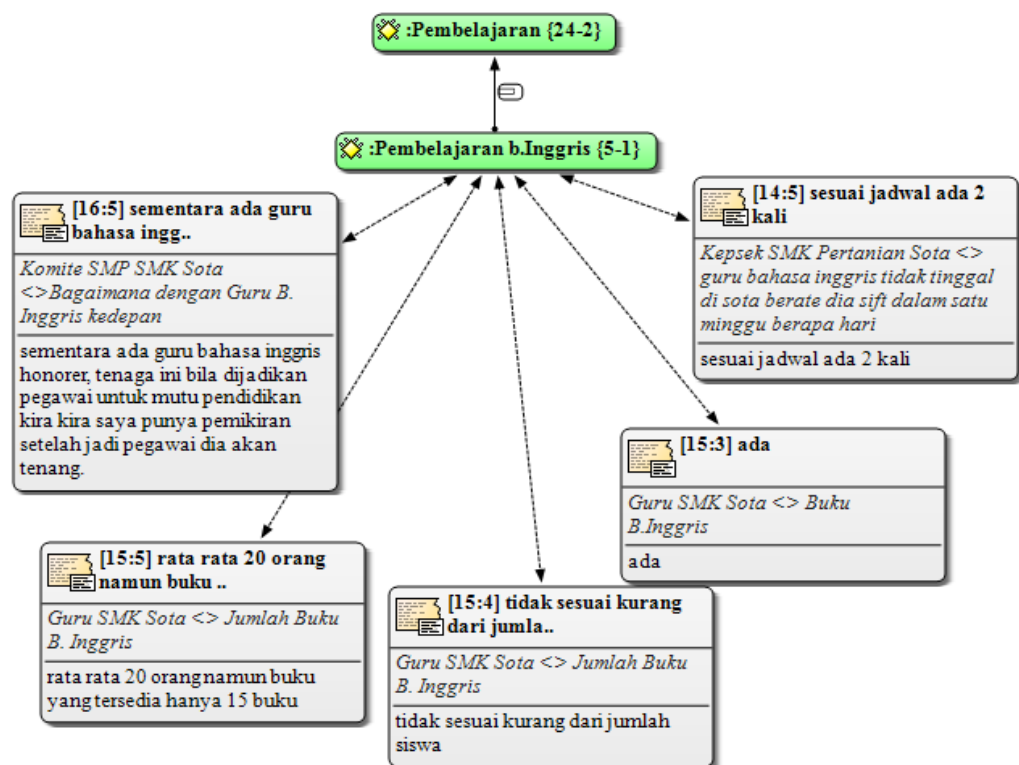 :Pembelajaran {24-2}
:Pembelajaran b.Inggris {5-1}
[16:5] sementara ada guru
bahasa ingg..
Komite SMP SMK Sota
<>Bagaimana dengan Guru B.
Inggris kedepan
sementara ada guru bahasa inggris
honorer, tenaga ini bila dijadikan
pegawai untuk mutu pendidikan
kira kira saya punya pemikiran
setelah jadi pegawai dia akan
tenang.
[14:5] sesuai jadwal ada 2
kali
Kepsek SMK Pertanian Sota <>
guru bahasa inggris tidak tinggal
di sota berate dia sift dalam satu
minggu berapa hari
sesuai jadwal ada 2 kali
[15:3] ada
Guru SMK Sota <> Buku
B.Inggris
ada
[15:5] rata rata 20 orang
namun buku ..
Guru SMK Sota <> Jumlah Buku
B. Inggris
rata rata 20 orang namun buku
yang tersedia hanya 15 buku
[15:4] tidak sesuai kurang
dari jumla..
Guru SMK Sota <> Jumlah Buku
B. Inggris
tidak sesuai kurang dari jumlah
siswa